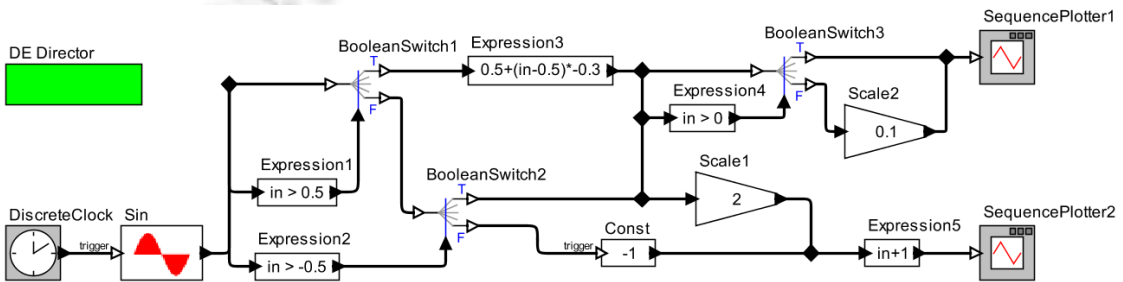 SequencePlotter1
DE Director
BooleanSwitch1
Expression3
BooleanSwitch3
T
0.5+(in-0.5)*-0.3
T
F
Expression4
in > 0
F
Scale2
0.1
Expression1
in > 0.5
BooleanSwitch2
T
Scale1
2
F
DiscreteClock
trigger
Sin
Expression2
in > -0.5
trigger
Const
-1
Expression5
in+1
SequencePlotter2